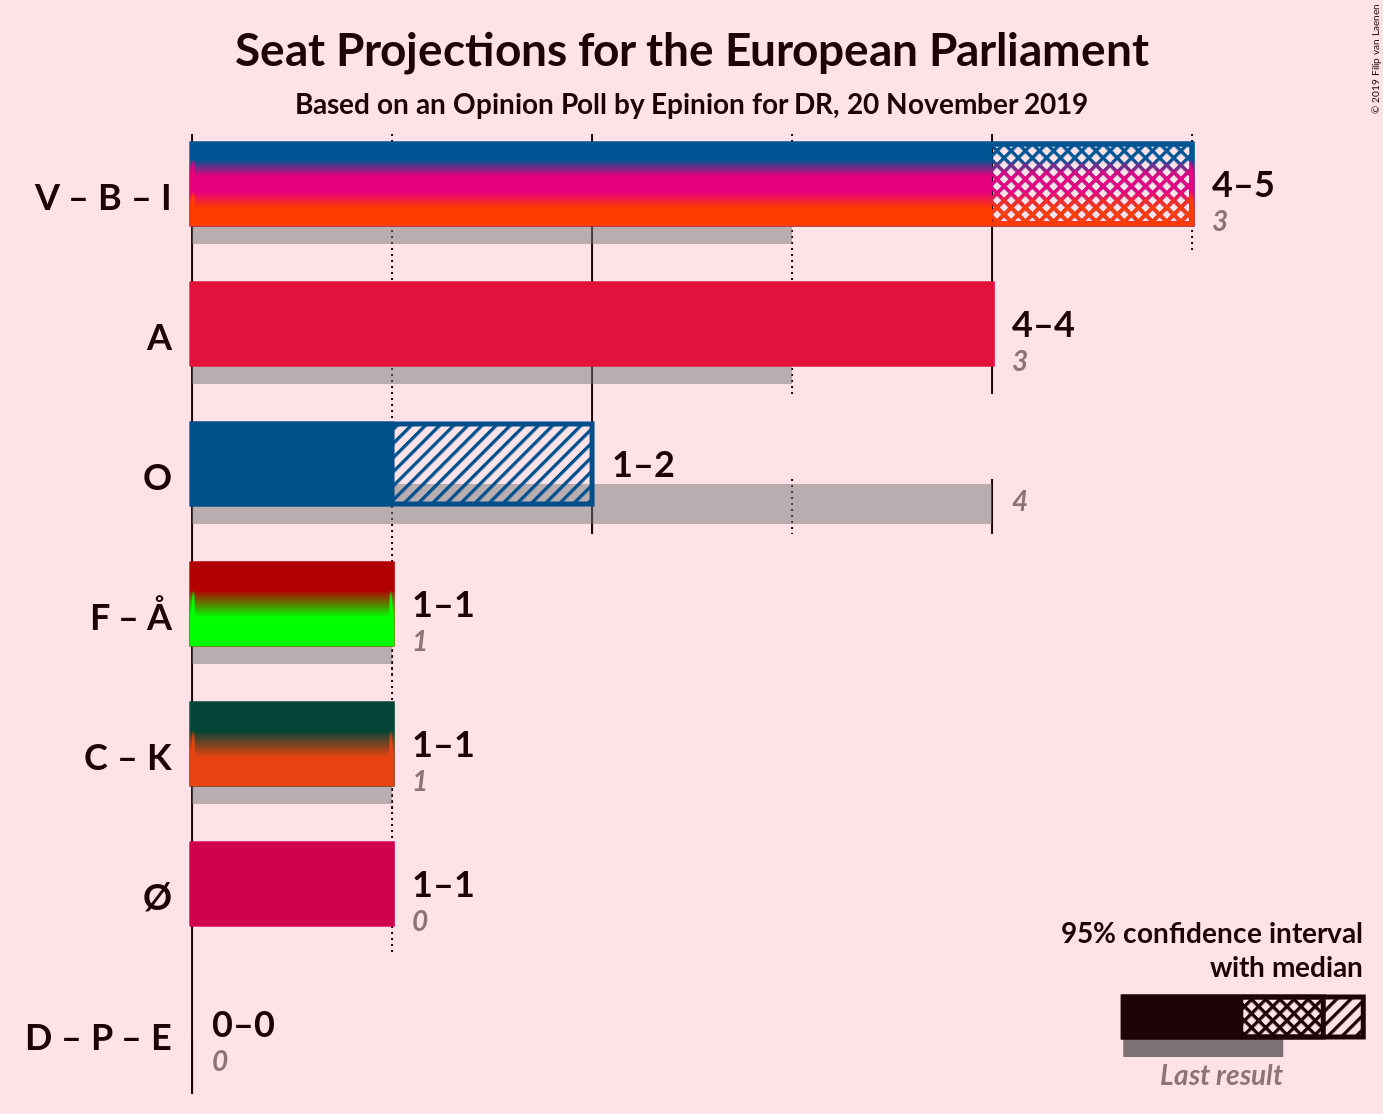 Seat Projections for the European Parliament
Based on an Opinion Poll by Epinion for DR, 20 November 2019
© 2019 Filip van Laenen
V – B – I
4–5
3
A
4–4
3
O
1–2
4
F – Å
1–1
1
C – K
1–1
1
Ø
1–1
0
D – P – E
0–0
0
95% confidence interval
with median
Last result